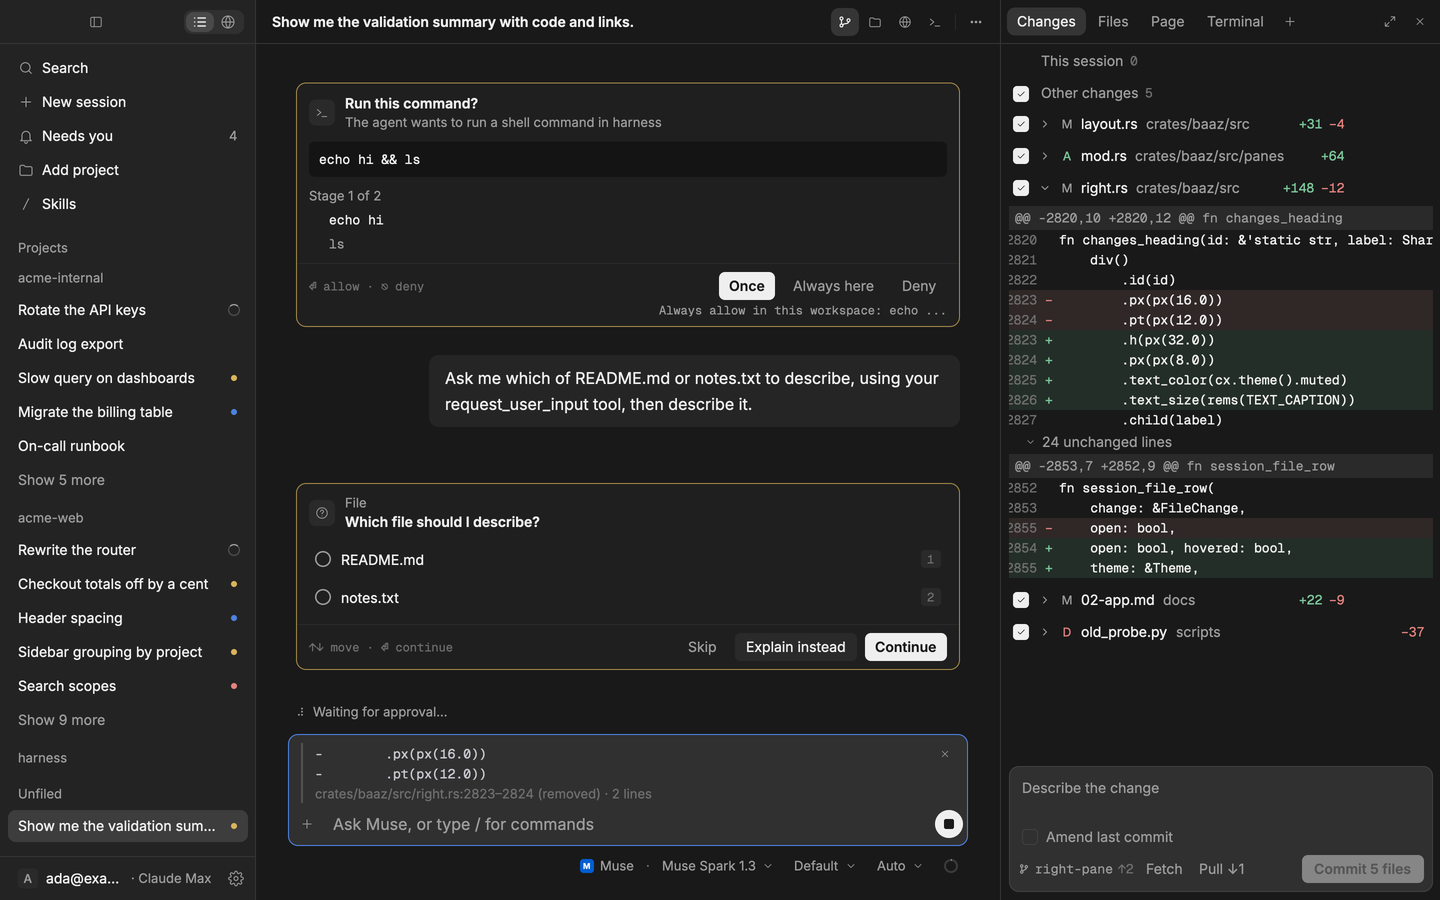 Search
New session
Needs you 4
Add project
Skills
Projects
acme-internal
Rotate the API keys
Audit log export
Slow query on dashboards
Migrate the billing table
On-call runbook
Show 5 more
acme-web
Rewrite the router
Checkout totals off by a cent
Header spacing
Sidebar grouping by project
Search scopes
Show 9 more
harness
Unfiled
Show me the validation sum...
A ada@exa... · Claude Max
Show me the validation summary with code and links.
Run this command?
The agent wants to run a shell command in harness
echo hi && ls
Stage 1 of 2
echo hi
ls
allow · deny
Once Always here Deny
Always allow in this workspace: echo ...
Ask me which of README.md or notes.txt to describe, using your
request_user_input tool, then describe it.
File
Which file should I describe?
README.md 1
notes.txt 2
↑↓ move · continue
Skip Explain instead Continue
Waiting for approval...
- .px(px(16.0))
- .pt(px(12.0))
crates/baaz/src/right.rs:2823–2824 (removed) · 2 lines
Ask Muse, or type / for commands
M Muse · Muse Spark 1.3 Default Auto
Changes Files Page Terminal
This session 0
Other changes 5
M layout.rs crates/baaz/src +31 −4
A mod.rs crates/baaz/src/panes +64
M right.rs crates/baaz/src +148 −12
@@ -2820,10 +2820,12 @@ fn changes_heading
2820 fn changes_heading(id: &'static str, label: Shar
2821 div()
2822 .id(id)
2823 - .px(px(16.0))
2824 - .pt(px(12.0))
2823 + .h(px(32.0))
2824 + .px(px(8.0))
2825 + .text_color(cx.theme().muted)
2826 + .text_size(rems(TEXT_CAPTION))
2827 .child(label)
24 unchanged lines
@@ -2853,7 +2852,9 @@ fn session_file_row
2852 fn session_file_row(
2853 change: &FileChange,
2855 - open: bool,
2854 + open: bool, hovered: bool,
2855 + theme: &Theme,
M 02-app.md docs +22 −9
D old_probe.py scripts −37
Describe the change
Amend last commit
right-pane ↑2 Fetch Pull ↓1 Commit 5 files